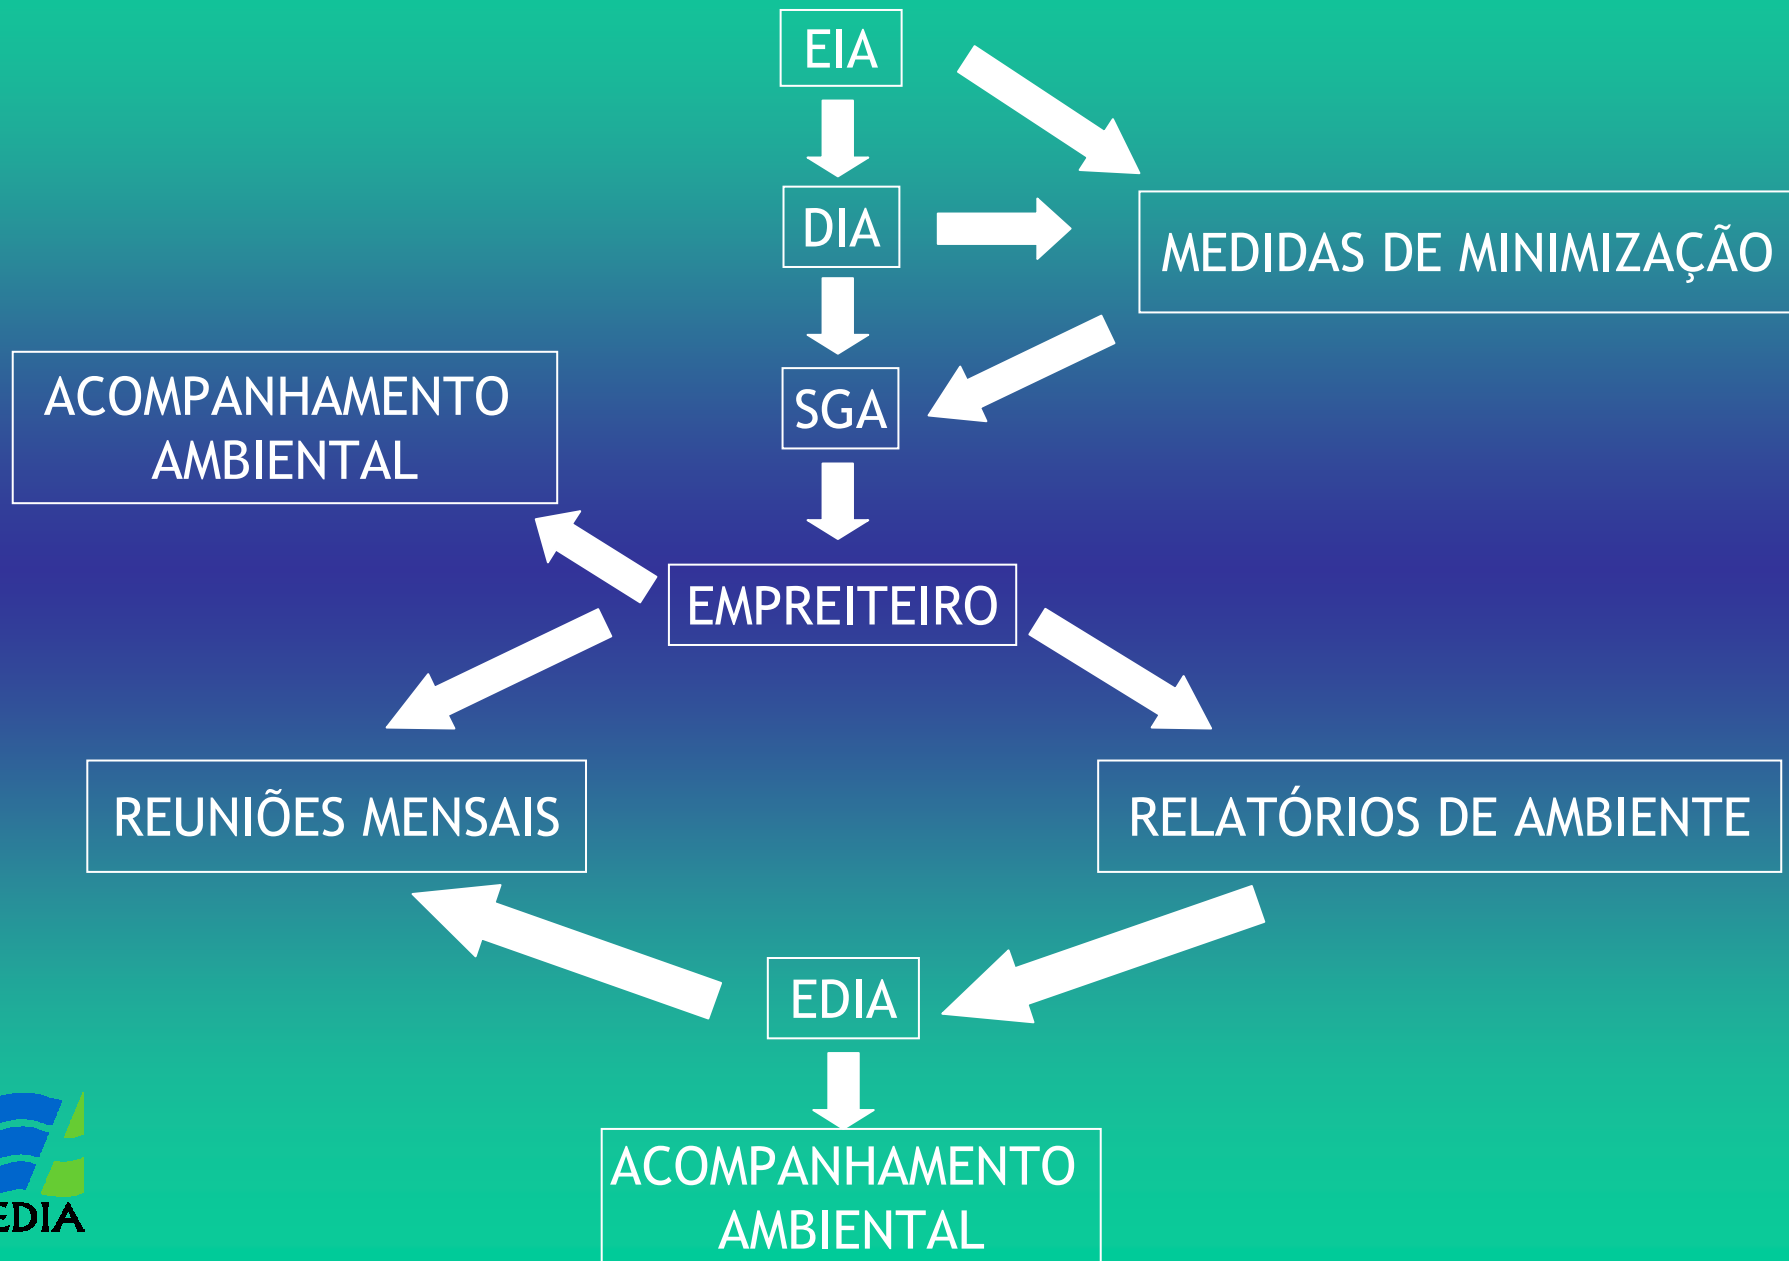 EIA
DIA
MEDIDAS DE MINIMIZAÇÃO
SGA
ACOMPANHAMENTO
AMBIENTAL
EMPREITEIRO
REUNIÕES MENSAIS
RELATÓRIOS DE AMBIENTE
EDIA
ACOMPANHAMENTO
AMBIENTAL
EDIA